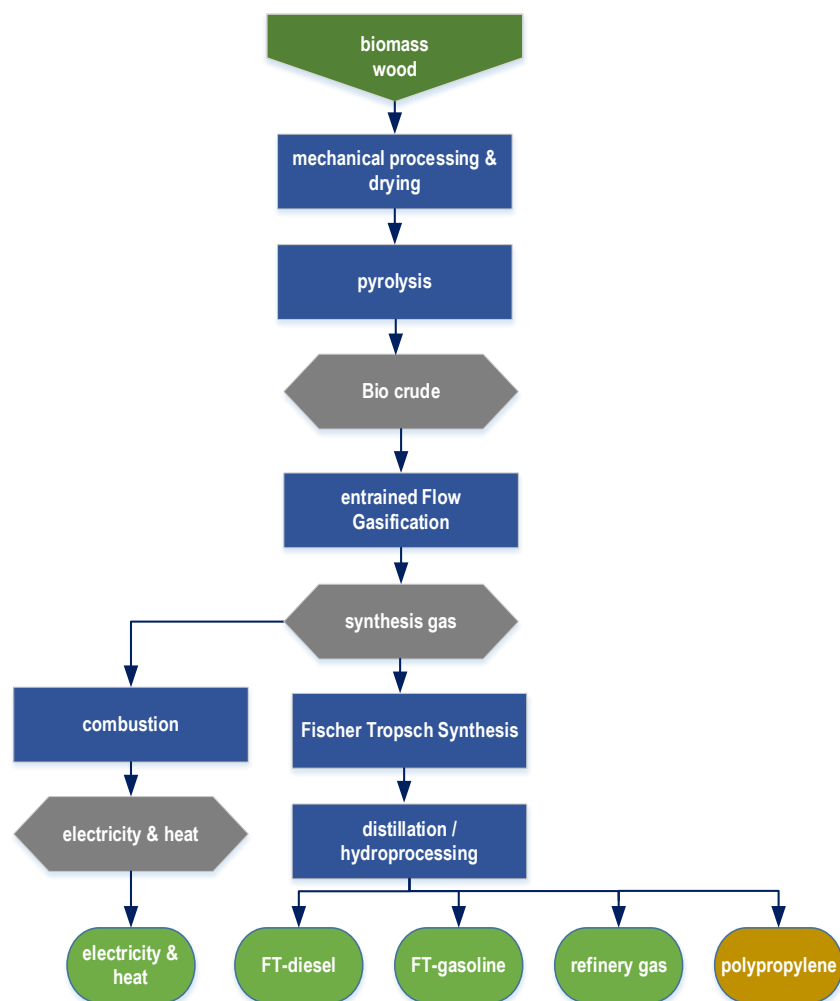 biomass
wood
mechanical processing &
drying
pyrolysis
Bio crude
entrained Flow
Gasification
synthesis gas
combustion
Fischer Tropsch Synthesis
electricity & heat
distillation /
hydroprocessing
electricity &
heat
FT-diesel
FT-gasoline
refinery gas
polypropylene